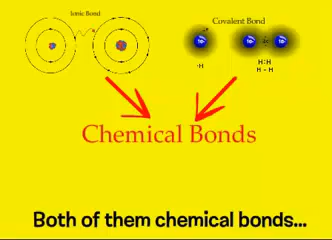 Ionic Bond
Covalent Bond
·H
H:H
H - H
Chemical Bonds
Both of them chemical bonds...